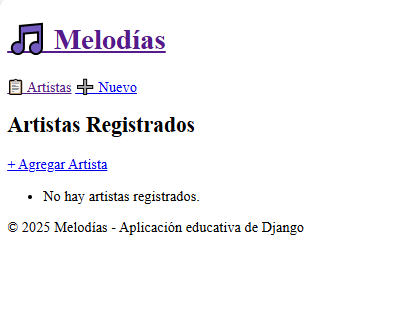 🎵 Melodías
📋 Artistas ➕ Nuevo
Artistas Registrados
+ Agregar Artista
• No hay artistas registrados.
© 2025 Melodías - Aplicación educativa de Django